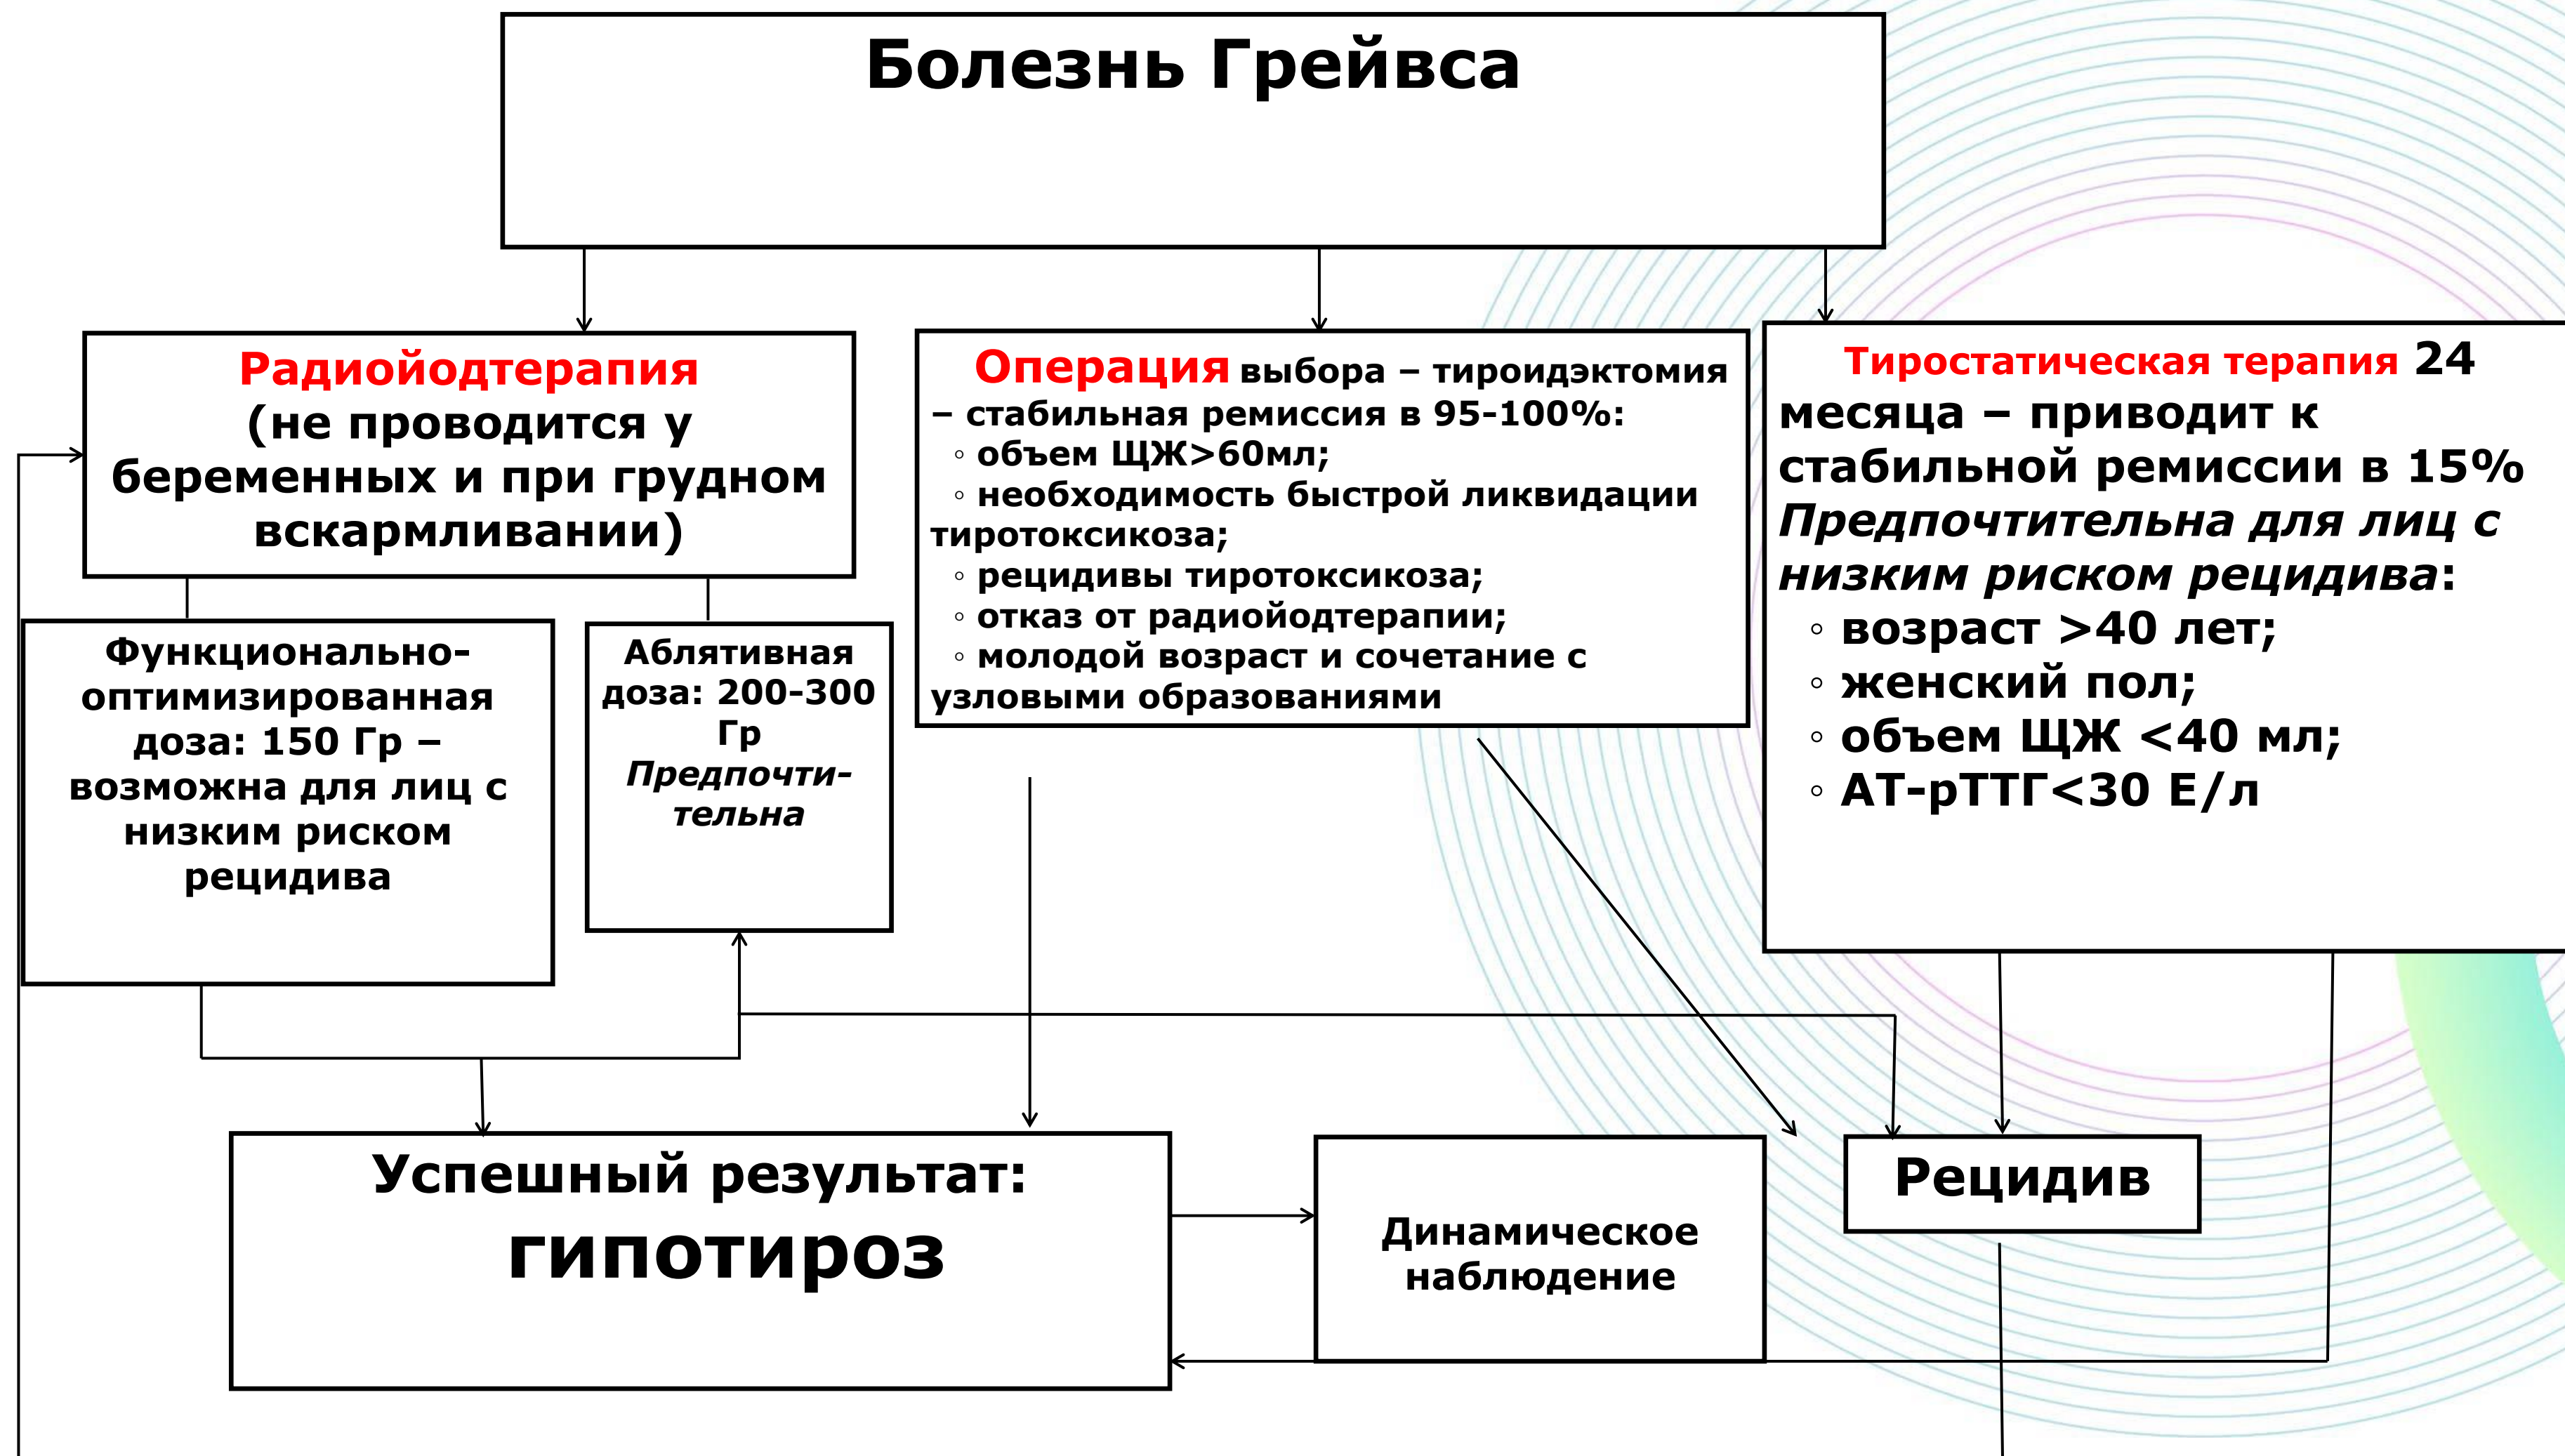 Болезнь Грейвса
Радиойодтерапия
(не проводится у
беременных и при грудном
вскармливании)
Операция выбора – тироидэктомия
– стабильная ремиссия в 95-100%:
◦ объем ЩЖ>60мл;
◦ необходимость быстрой ликвидации
тиротоксикоза;
◦ рецидивы тиротоксикоза;
◦ отказ от радиойодтерапии;
◦ молодой возраст и сочетание с
узловыми образованиями
Тиростатическая терапия 24
месяца – приводит к
стабильной ремиссии в 15%
Предпочтительна для лиц с
низким риском рецидива:
◦ возраст >40 лет;
◦ женский пол;
◦ объем ЩЖ <40 мл;
◦ АТ-рТТГ<30 Е/л
Функционально-
оптимизированная
доза: 150 Гр –
возможна для лиц с
низким риском
рецидива
Аблятивная
доза: 200-300
Гр
Предпочти-
тельна
Успешный результат:
гипотироз
Динамическое
наблюдение
Рецидив